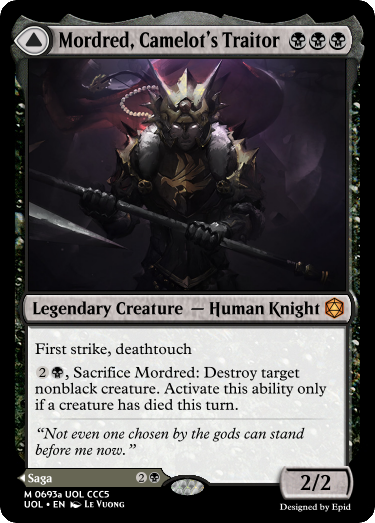 Mordred, Camelot's Traitor
Legendary Creature — Human Knight
First strike, deathtouch
2, Sacrifice Mordred: Destroy target
nonblack creature. Activate this ability only
if a creature has died this turn.
“Not even one chosen by the gods can stand
before me now.”
Saga 2
2/2
M 0693a UOL CCC5
UOL • EN Le Vuong
Designed by Epid